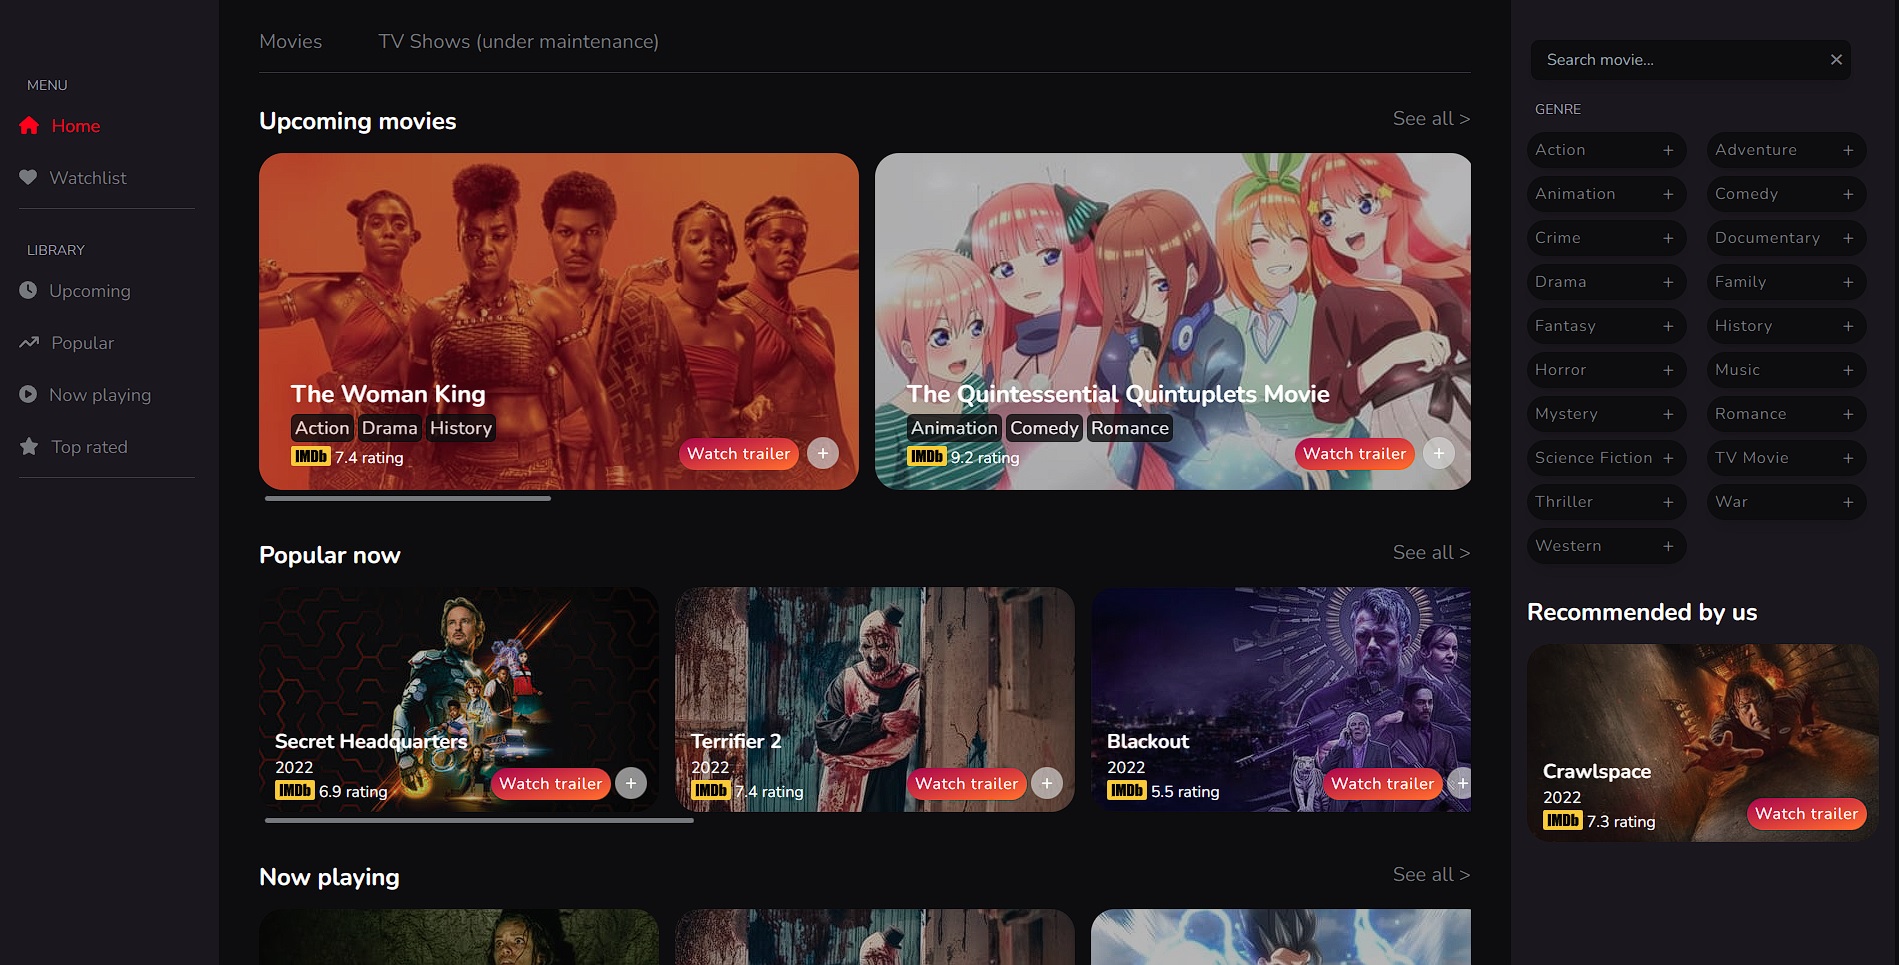 MENU
Home
Watchlist
LIBRARY
Upcoming
Popular
Now playing
Top rated
Movies
TV Shows (under maintenance)
Upcoming movies
See all >
The Woman King
Action Drama History
IMDb 7.4 rating
Watch trailer +
The Quintessential Quintuplets Movie
Animation Comedy Romance
IMDb 9.2 rating
Watch trailer +
Popular now
See all >
Secret Headquarters
2022
IMDb 6.9 rating
Watch trailer +
Terrifier 2
2022
IMDb 7.4 rating
Watch trailer +
Blackout
2022
IMDb 5.5 rating
Watch trailer +
Now playing
See all >
Search movie... ×
GENRE
Action + Adventure +
Animation + Comedy +
Crime + Documentary +
Drama + Family +
Fantasy + History +
Horror + Music +
Mystery + Romance +
Science Fiction + TV Movie +
Thriller + War +
Western +
Recommended by us
Crawlspace
2022
IMDb 7.3 rating
Watch trailer